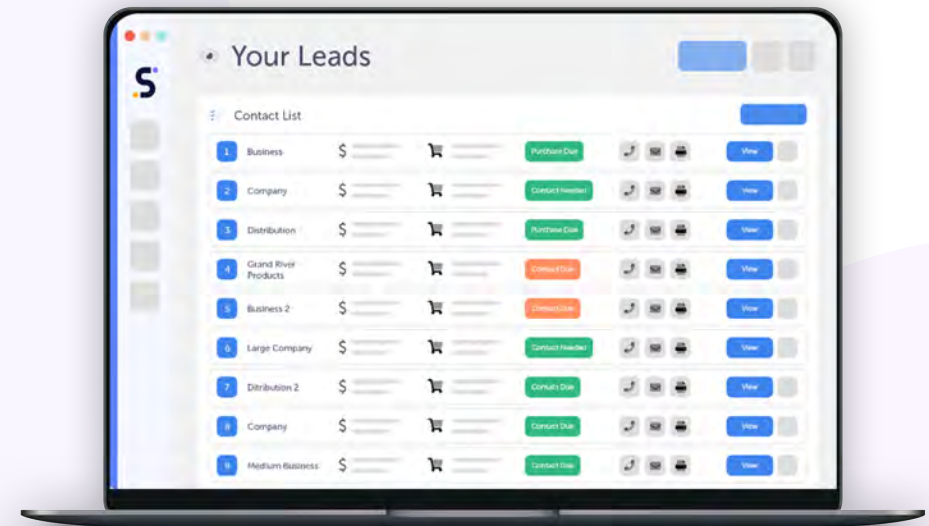 S
Your Leads
Contact List
1 Business $ Purchase Due View
2 Company $ Contact Needed View
3 Distribution $ Purchase Due View
4 Grand River
Products $ Contact Due View
5 Business 2 $ Contact Due View
6 Large Company $ Contact Needed View
7 Ditribution 2 $ Contact Due View
8 Company $ Contact Due View
9 Medium Business $ Contact Due View